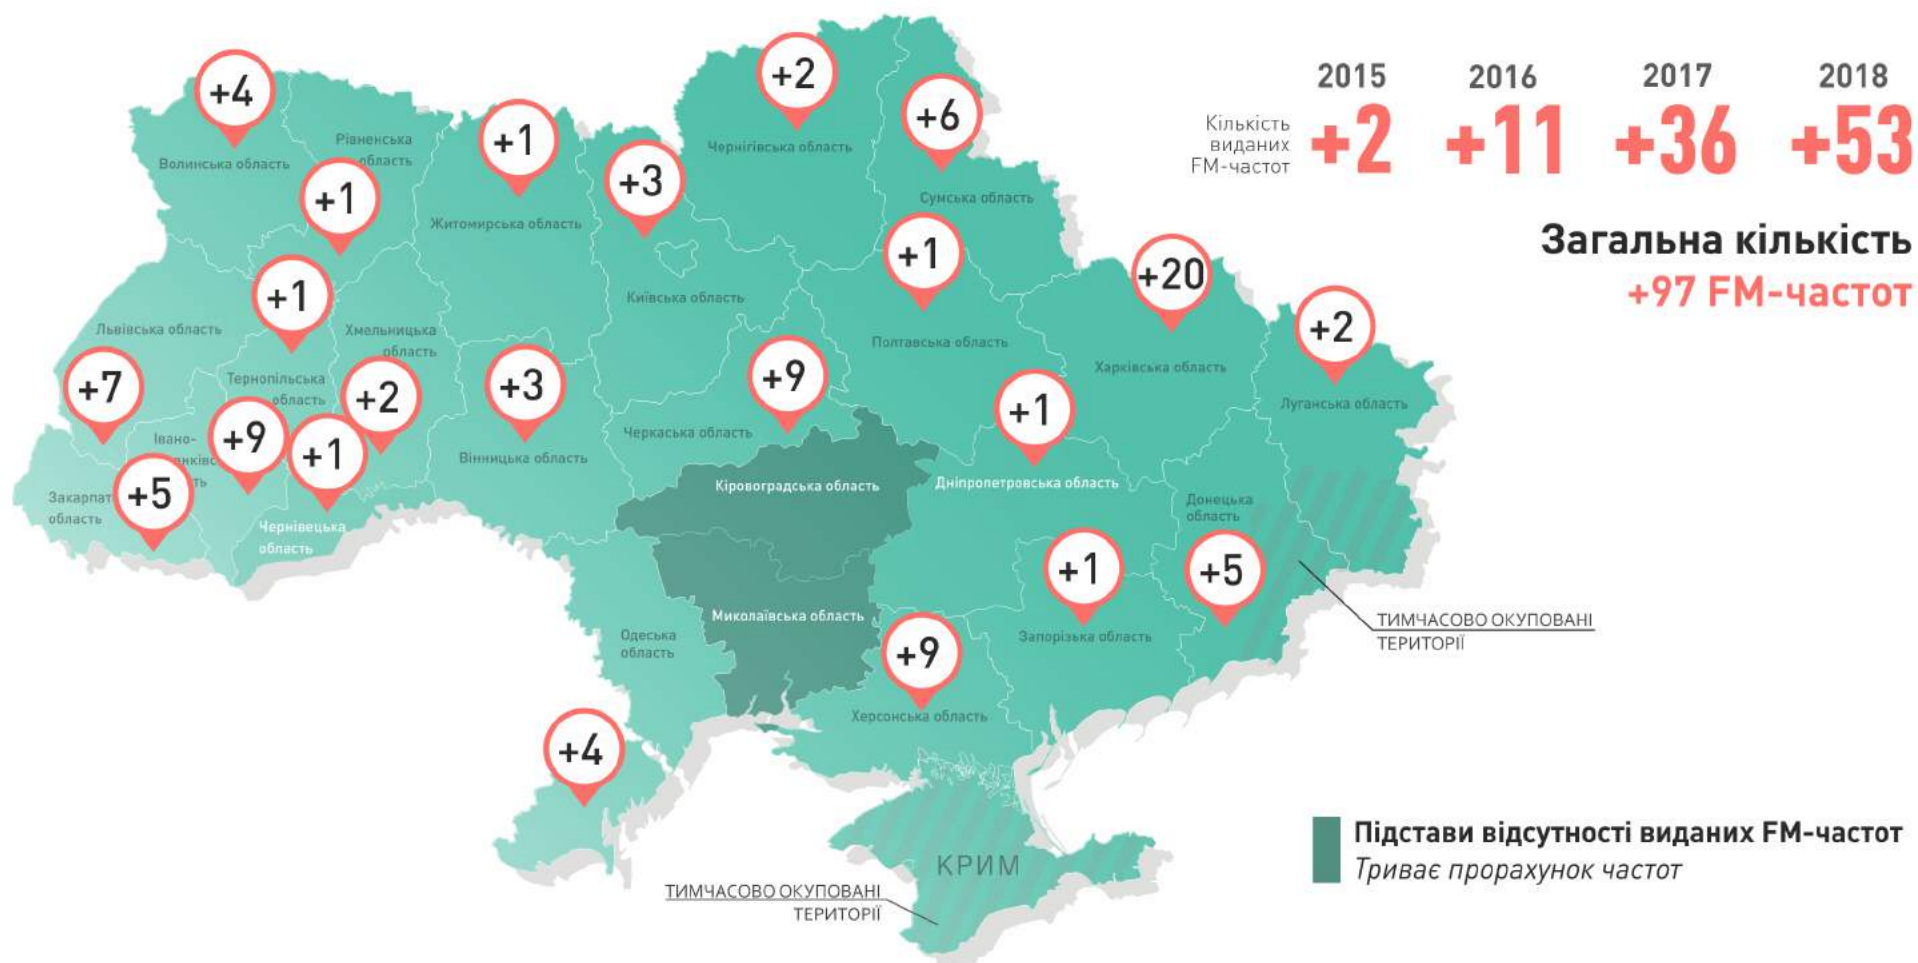 2015
2016
2017
2018
Кількість
виданих
FM-частот
+2
+11
+36
+53
Загальна кількість
+97 FM-частот
+4
Волинська область
Рівненська
область
+1
+1
Житомирська область
+3
Київська область
+2
Чернігівська область
+6
Сумська область
+1
Полтавська область
+20
Харківська область
+2
Луганська область
Львівська область
+7
+1
Тернопільська
область
Хмельницька
область
+2
+3
Вінницька область
+9
Черкаська область
+1
Дніпропетровська область
Івано-
+9
+1
Чернівецька
область
+5
область
Кіровоградська область
Донецька
область
+5
+1
Запорізька область
Миколаївська область
Одеська
область
+4
+9
Херсонська область
ТИМЧАСОВО ОКУПОВАНІ
ТЕРИТОРІЇ
КРИМ
ТИМЧАСОВО ОКУПОВАНІ
ТЕРИТОРІЇ
Підстави відсутності виданих FM-частот
Триває прорахунок частот